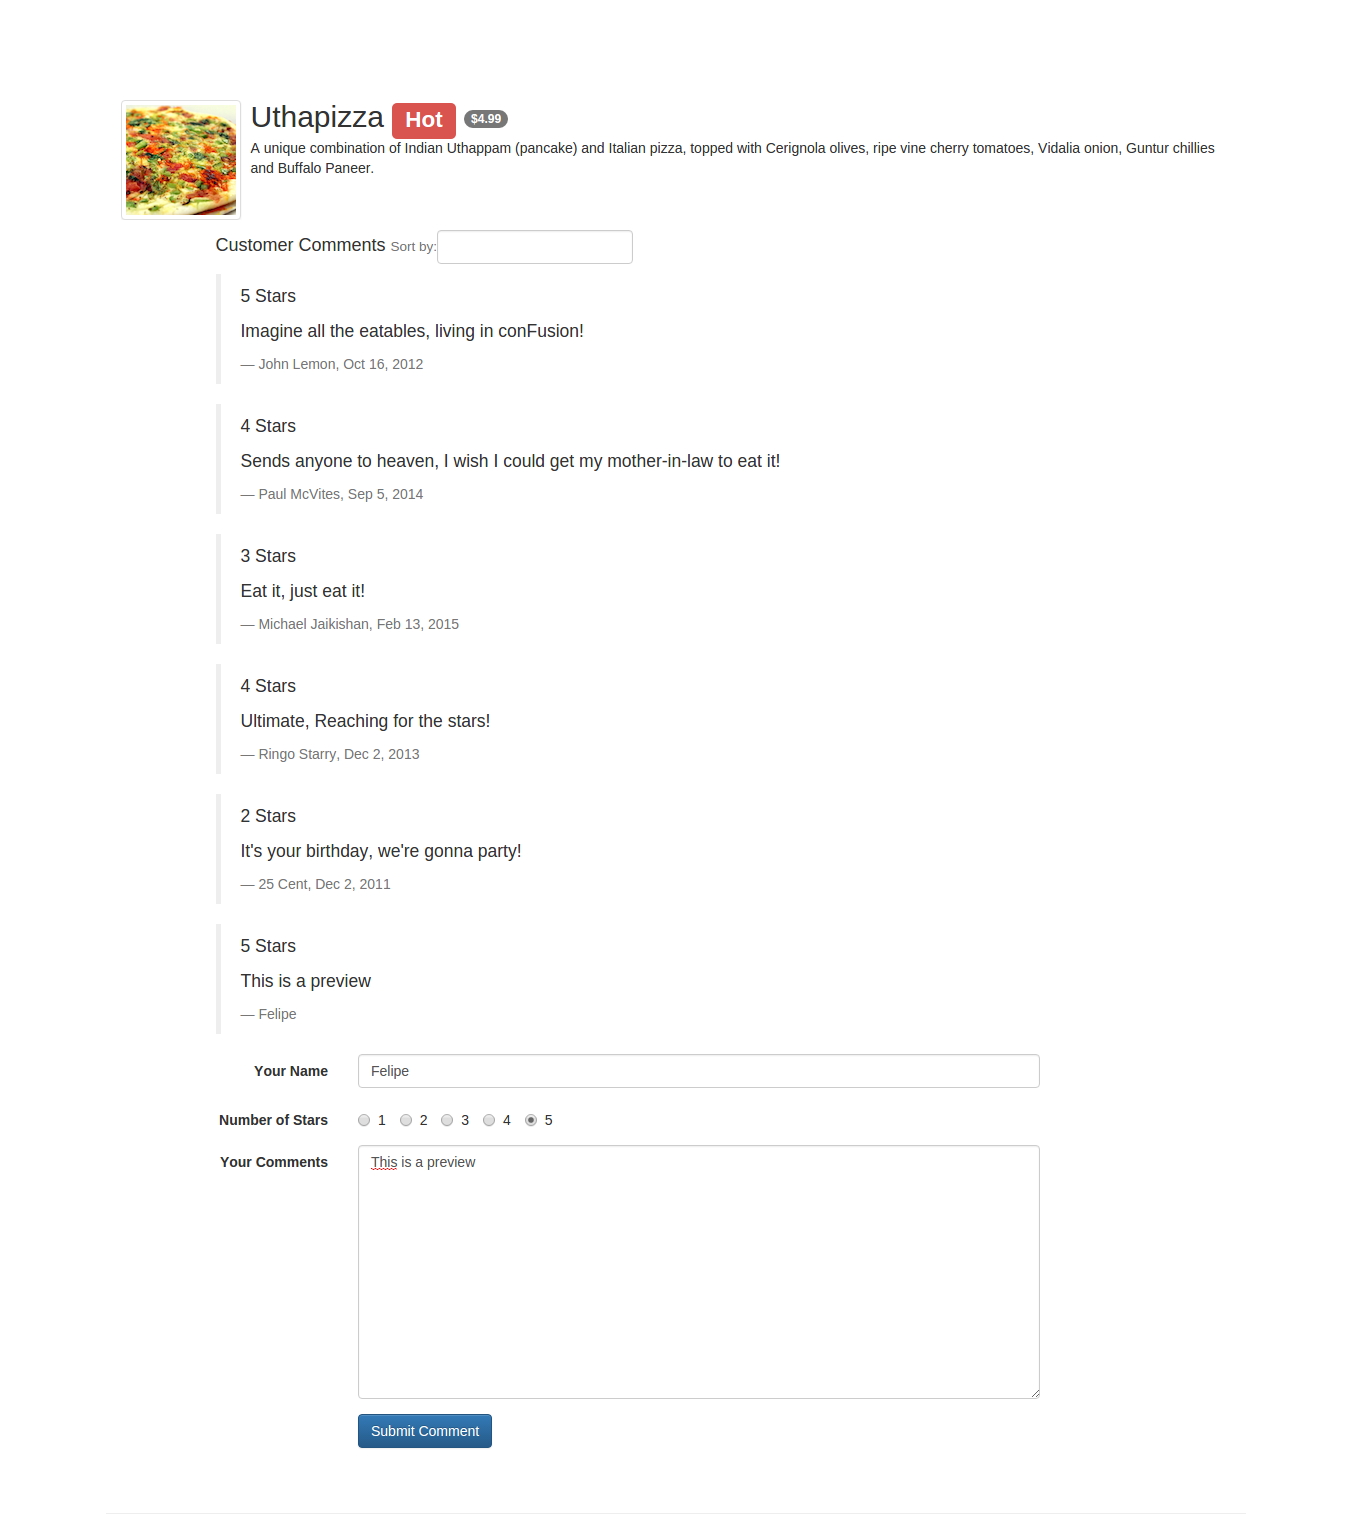 Uthapizza Hot $4.99
A unique combination of Indian Uthappam (pancake) and Italian pizza, topped with Cerignola olives, ripe vine cherry tomatoes, Vidalia onion, Guntur chillies
and Buffalo Paneer.
Customer Comments Sort by:
5 Stars
Imagine all the eatables, living in conFusion!
— John Lemon, Oct 16, 2012
4 Stars
Sends anyone to heaven, I wish I could get my mother-in-law to eat it!
— Paul McVites, Sep 5, 2014
3 Stars
Eat it, just eat it!
— Michael Jaikishan, Feb 13, 2015
4 Stars
Ultimate, Reaching for the stars!
— Ringo Starry, Dec 2, 2013
2 Stars
It's your birthday, we're gonna party!
— 25 Cent, Dec 2, 2011
5 Stars
This is a preview
— Felipe
Your Name Felipe
Number of Stars 1 2 3 4 5
Your Comments This is a preview
Submit Comment